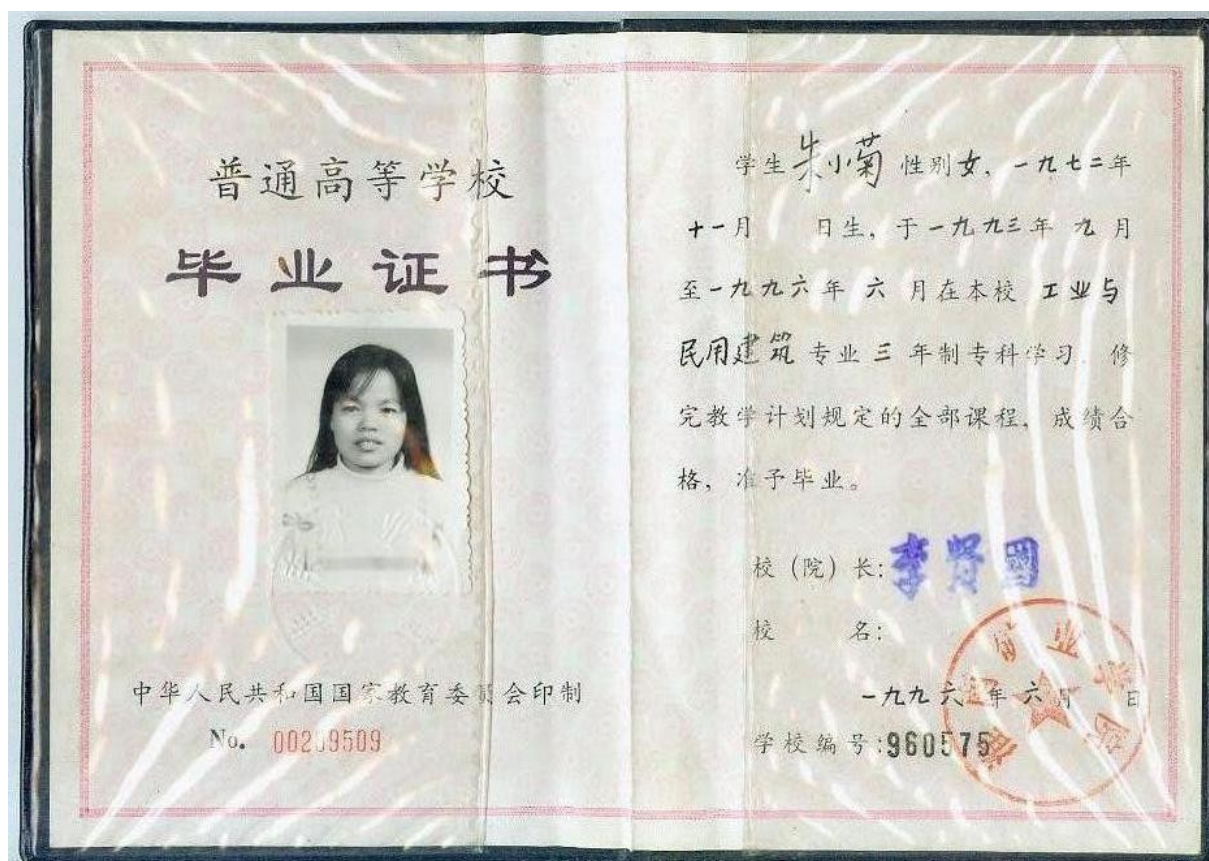 普通高等学校
毕业证书
中华人民共和国国家教育委员会印制
No. 00209509
学生朱小菊 性别女，一九七二年
十一月 日生，于一九九三年 九 月
至一九九六年 六 月在本校 工业与
民用建筑专业三年制专科学习 修
完教学计划规定的全部课程，成绩合
格，准予毕业。
校（院）长：李贤国
校 名：
一九九六年六月 日
学校编号：960575
矿业学院